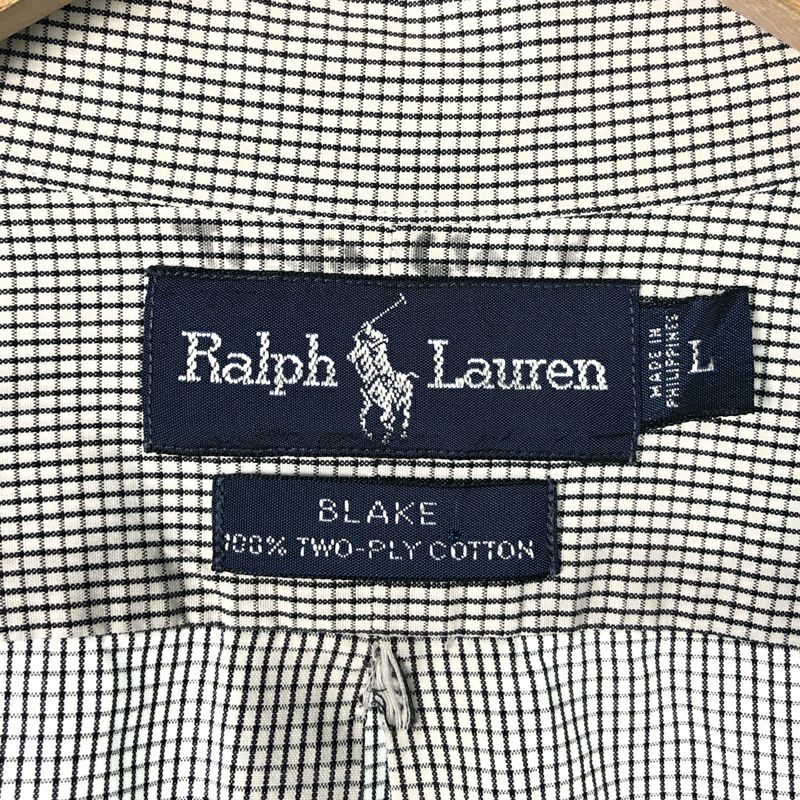 Ralph Lauren
MADE IN
PHILIPPINES
L
BLAKE
100% TWO-PLY COTTON